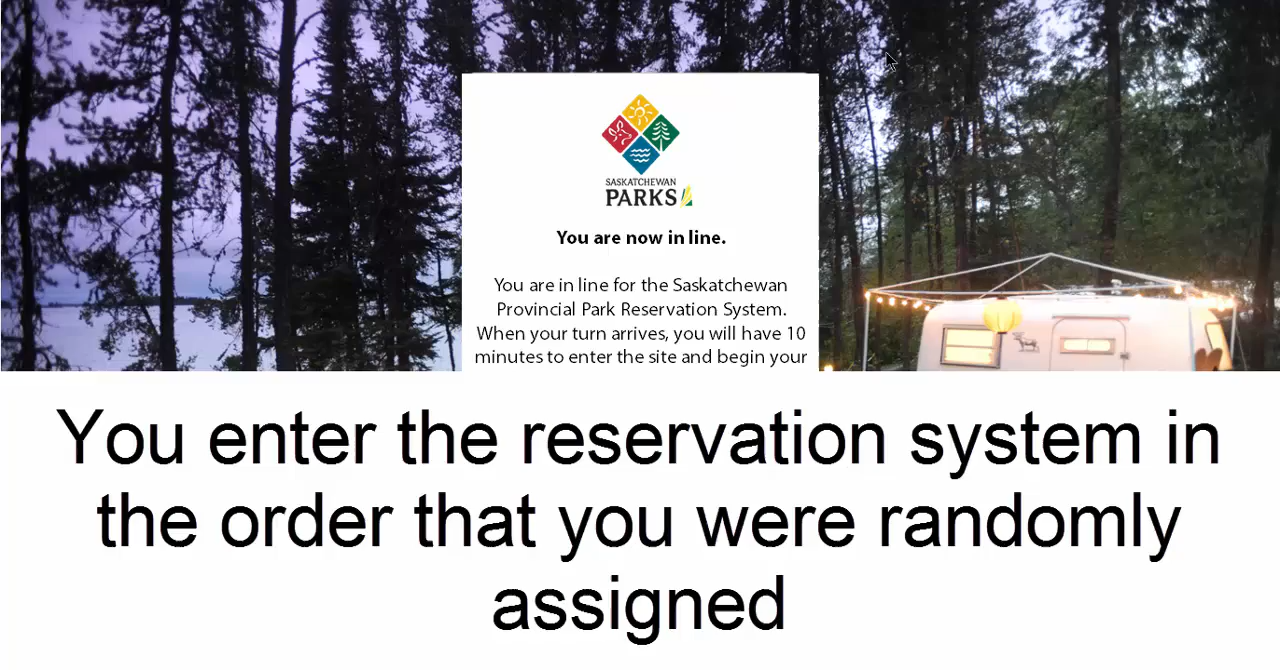 SASKATCHEWAN
PARKS
You are now in line.
You are in line for the Saskatchewan
Provincial Park Reservation System.
When your turn arrives, you will have 10
minutes to enter the site and begin your
You enter the reservation system in
the order that you were randomly
assigned